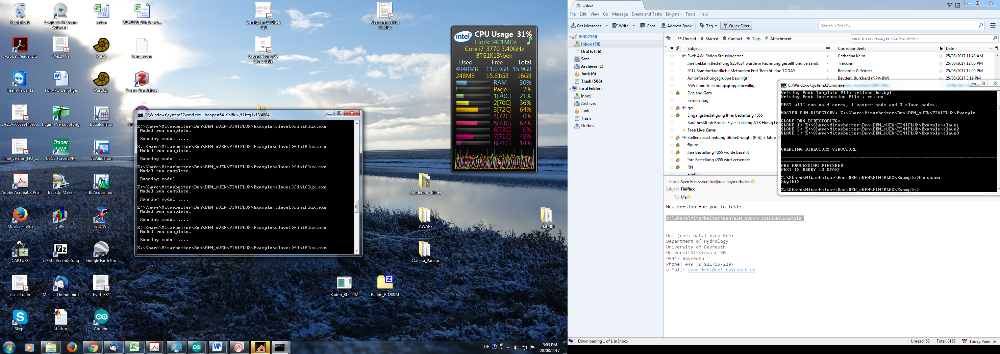 Papierkorb
Logitech Webcam Software
radon
20170528_SHr_bearb...
Schaltplan G3 Blues V10
User manual for Finiflux
Acrobat Reader DC
Wel2006a
Past3
bens_room
Bauanleitung G3 Blues V10a
TeamViewer 11
Für AP 3 benötige
Past (1)
Zotero Standalone
1-s2.0-S0039914098...
hugin - Verknüpfung
BLCalculator
Final_version_NO_...
USGS TracerLPM
BLValidation
Adobe Acrobat X Pro
BackUp Maker
BLAcquisition
Norderoog_Bilder
Mozilla Firefox
QtiPlot
SciDAVis
AWARE
MatMPI
CAPTURE
7zFM - Verknüpfung
Google Earth Pro
Clarissa_Parafac
use of radn
Mozilla Thunderbird
hyp10384
Radon_RD200M
Radon_RD200M
Skype
startup
Arduino
intel
CPU Usage 31%
Clock:3401MHz
Core i7-3770 3.40GHz
BTG1K13\ben
Used Free Total
4940MB 11.03GB 15.9GB
248MB 15.61GB 16GB
RAM 30%
Page 2%
1[70C] 21%
2[70C] 36%
3[72C] 64%
4[72C] 0%
5[73C] 62%
6[73C] 0%
7[71C] 48%
8[71C] 14%
C:\Windows\system32\cmd.exe - beopest64 finiflux /H btg1k13:4004
Z:\Share\Mitarbeiter\Ben\BEN_sVEN\FINIFLUX\Example\slave1>finiflux.exe
Model run complete.
Running model ....
Z:\Share\Mitarbeiter\Ben\BEN_sVEN\FINIFLUX\Example\slave1>finiflux.exe
Model run complete.
Running model ....
Z:\Share\Mitarbeiter\Ben\BEN_sVEN\FINIFLUX\Example\slave1>finiflux.exe
Model run complete.
Running model ....
Z:\Share\Mitarbeiter\Ben\BEN_sVEN\FINIFLUX\Example\slave1>finiflux.exe
Model run complete.
Running model ....
Z:\Share\Mitarbeiter\Ben\BEN_sVEN\FINIFLUX\Example\slave1>finiflux.exe
Model run complete.
Running model ....
Z:\Share\Mitarbeiter\Ben\BEN_sVEN\FINIFLUX\Example\slave1>finiflux.exe
Model run complete.
Running model ....
Z:\Share\Mitarbeiter\Ben\BEN_sVEN\FINIFLUX\Example\slave1>finiflux.exe
DE
3:03 PM
28/08/2017
Inbox
File Edit View Go Message Events and Tasks Enigmail Tools Help
Get Messages Write Chat Address Book Tag Quick Filter
Search <Ctrl+K>
Bt302160
Inbox (58)
Drafts (56)
Sent
Archives (1)
Junk (6)
Trash (586)
Local Folders
Inbox
Archives
Junk
Trash
Outbox
Unread Starred Contact Tags Attachment
Filter these messages <Ctrl+Shift+K>
Subject Correspondents Date
Fwd: AW: Radon Steisslingersee Catharina Keim 25/08/2017 11:48 AM
Ihre trekkinn Bestellung 9354634 wurde in Rechnung gestellt und versandt Trekkinn 25/08/2017 12:00 PM
2017 Standortkundliche Methoden: End 'Bericht' due TODAY Benjamin Gilfedder 25/08/2017 12:00 PM
Juniorforschungsgruppe bewilligt Beudert, Burkhard (NPV-BW) 25/08/2017 3:19 PM
AW: Juniorforschungsgruppe bewilligt
Evie and Gem
Familientag
gw
Eingangsbestätigung Ihrer Bestellung 4355
Kauf bestätigt: Brooks Flyer Trekking ATB Honig Le
Free Live Cams
Stellenausschreibung GlobeDrought (PhD, 3 Jahre,
figure
Ihre Bestellung 4355 wurde bezahlt
Ihre Bestellung 4355 wird versendet
RN
Finiflux
C:\Windows\system32\cmd.exe
Writing Pest Template File :rtimes_hz.tpl
Writing Pest Instruction File : rs.ins
PEST will run on 4 cores, 1 master node and 3 slave nodes.
MASTER RUN DIRECTORY: Z:\Share\Mitarbeiter\Ben\BEN_sVEN\FINIFLUX\Example
SLAVE RUN DIRECTORIES:
SLAVE 1: Z:\Share\Mitarbeiter\Ben\BEN_sVEN\FINIFLUX\Example\slave1
SLAVE 2: Z:\Share\Mitarbeiter\Ben\BEN_sVEN\FINIFLUX\Example\slave2
SLAVE 3: Z:\Share\Mitarbeiter\Ben\BEN_sVEN\FINIFLUX\Example\slave3
CREATING DIRECTORY STRUCTURE
PRE_PROCESSING FINISHED
PEST IS READY TO START
Z:\Share\Mitarbeiter\Ben\BEN_sVEN\FINIFLUX\Example>hostname
btg1k13
Z:\Share\Mitarbeiter\Ben\BEN_sVEN\FINIFLUX\Example>
From Sven Frei <sven.frei@uni-bayreuth.de>
Subject Finiflux
To Me
New version for you to test:
Y:\Share\Mitarbeiter\Ben\BEN_sVEN\FINIFLUX\Example
--
Dr. (rer. nat.) Sven Frei
Department of Hydrology
University of Bayreuth
Universitätsstrasse 30
95447 Bayreuth
Phone: +49 (0)921/55-2297
e-Mail: sven.frei@uni-bayreuth.de
Downloading 1 of 1 in Inbox
Unread: 58 Total: 8157 28 Today Pane